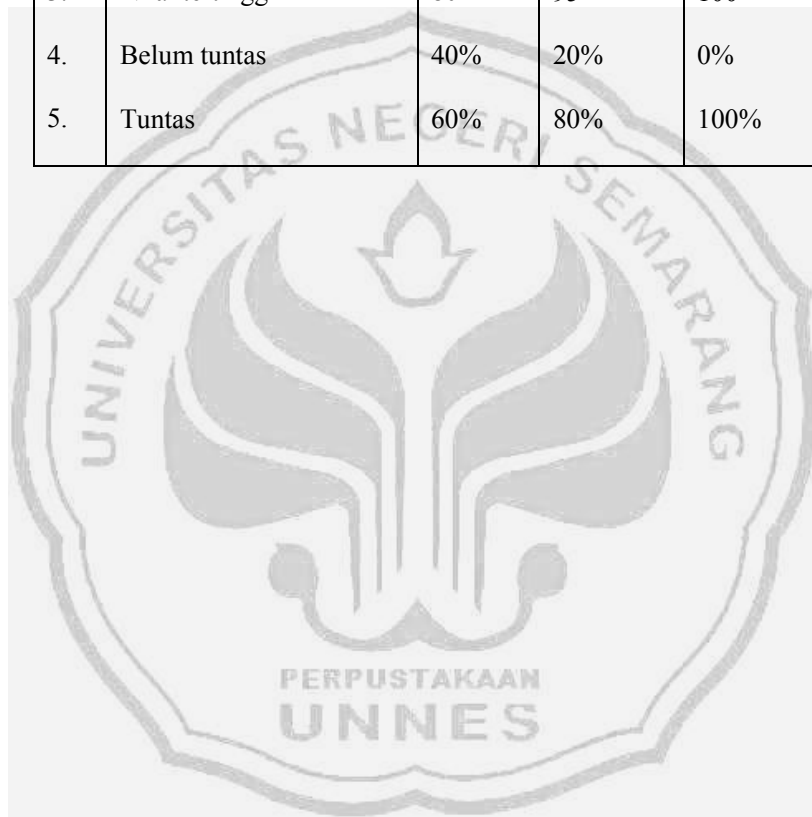 4. Belum tuntas 40% 20% 0%
5. Tuntas 60% 80% 100%
UNIVERSITAS NEGERI SEMARANG
PERPUSTAKAAN
UNNES